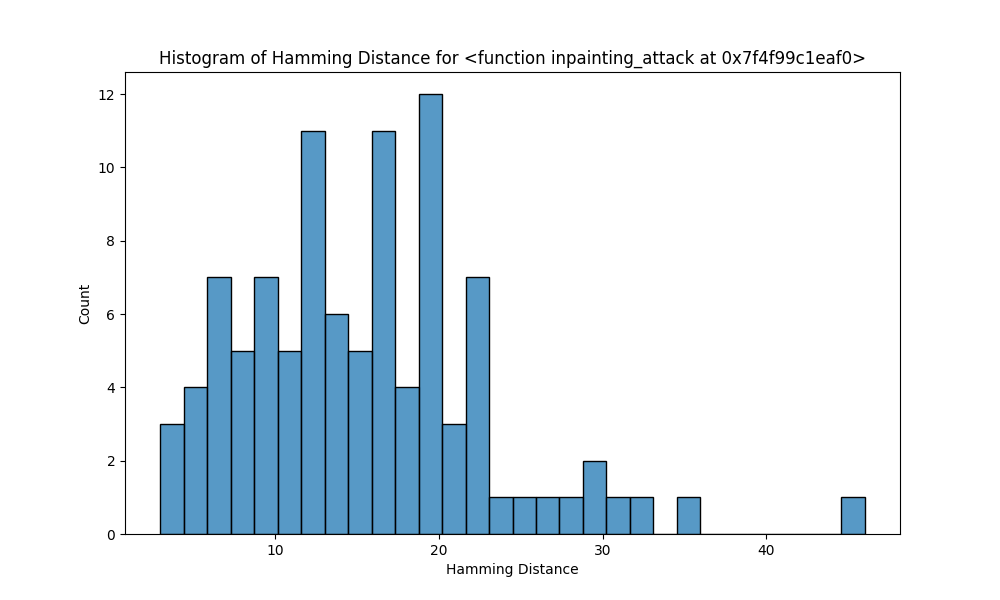 Histogram of Hamming Distance for <function inpainting_attack at 0x7f4f99c1eaf0>
12
10
8
6
4
2
0
Count
10 20 30 40
Hamming Distance